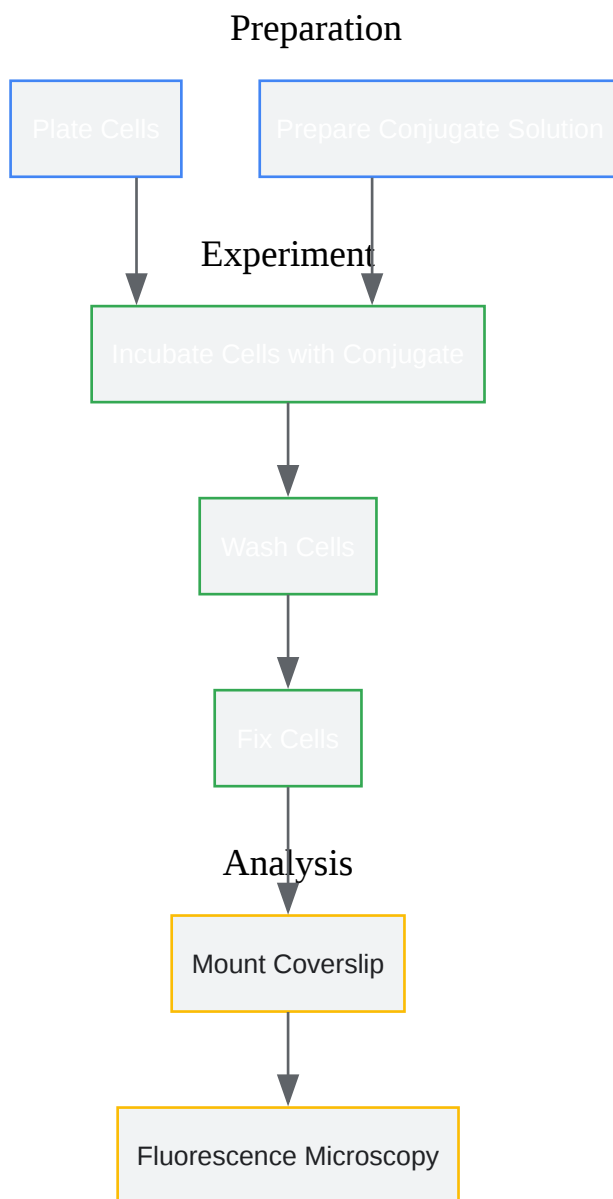 Preparation
Plate Cells
Prepare Conjugate Solution
Experiment
Incubate Cells with Conjugate
Wash Cells
Fix Cells
Analysis
Mount Coverslip
Fluorescence Microscopy